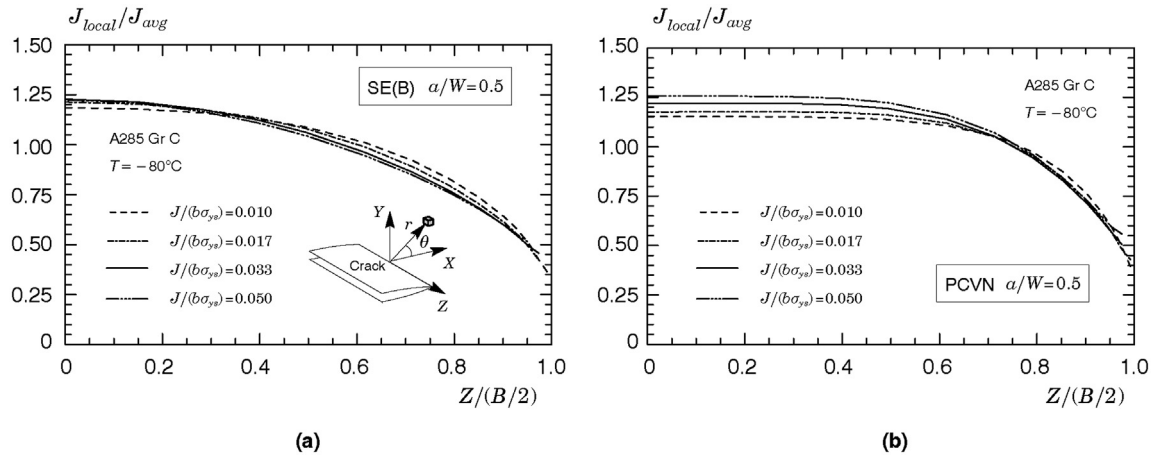 J_local/J_avg
1.50
1.25
1.00
0.75
0.50
0.25
0
SE(B) a/W=0.5
A285 Gr C
T=−80°C
J/(bσ_ys)=0.010
J/(bσ_ys)=0.017
J/(bσ_ys)=0.033
J/(bσ_ys)=0.050
Y
r
θ
X
Crack
Z
0 0.2 0.4 0.6 0.8 1.0
Z/(B/2)
(a)
J_local/J_avg
1.50
1.25
1.00
0.75
0.50
0.25
0
A285 Gr C
T=−80°C
J/(bσ_ys)=0.010
J/(bσ_ys)=0.017
J/(bσ_ys)=0.033
J/(bσ_ys)=0.050
PCVN a/W=0.5
0 0.2 0.4 0.6 0.8 1.0
Z/(B/2)
(b)